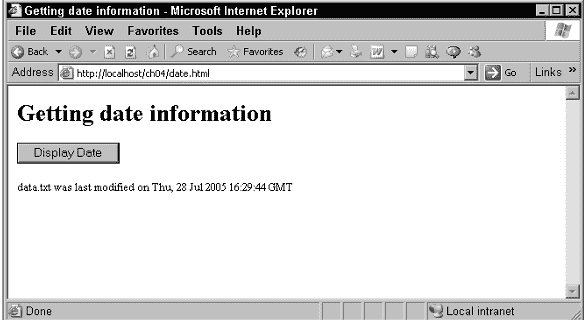 Getting date information - Microsoft Internet Explorer
File Edit View Favorites Tools Help
Back Search Favorites
Address http://localhost/ch04/date.html Go Links »
Getting date information
Display Date
data.txt was last modified on Thu, 28 Jul 2005 16:29:44 GMT
Done Local intranet